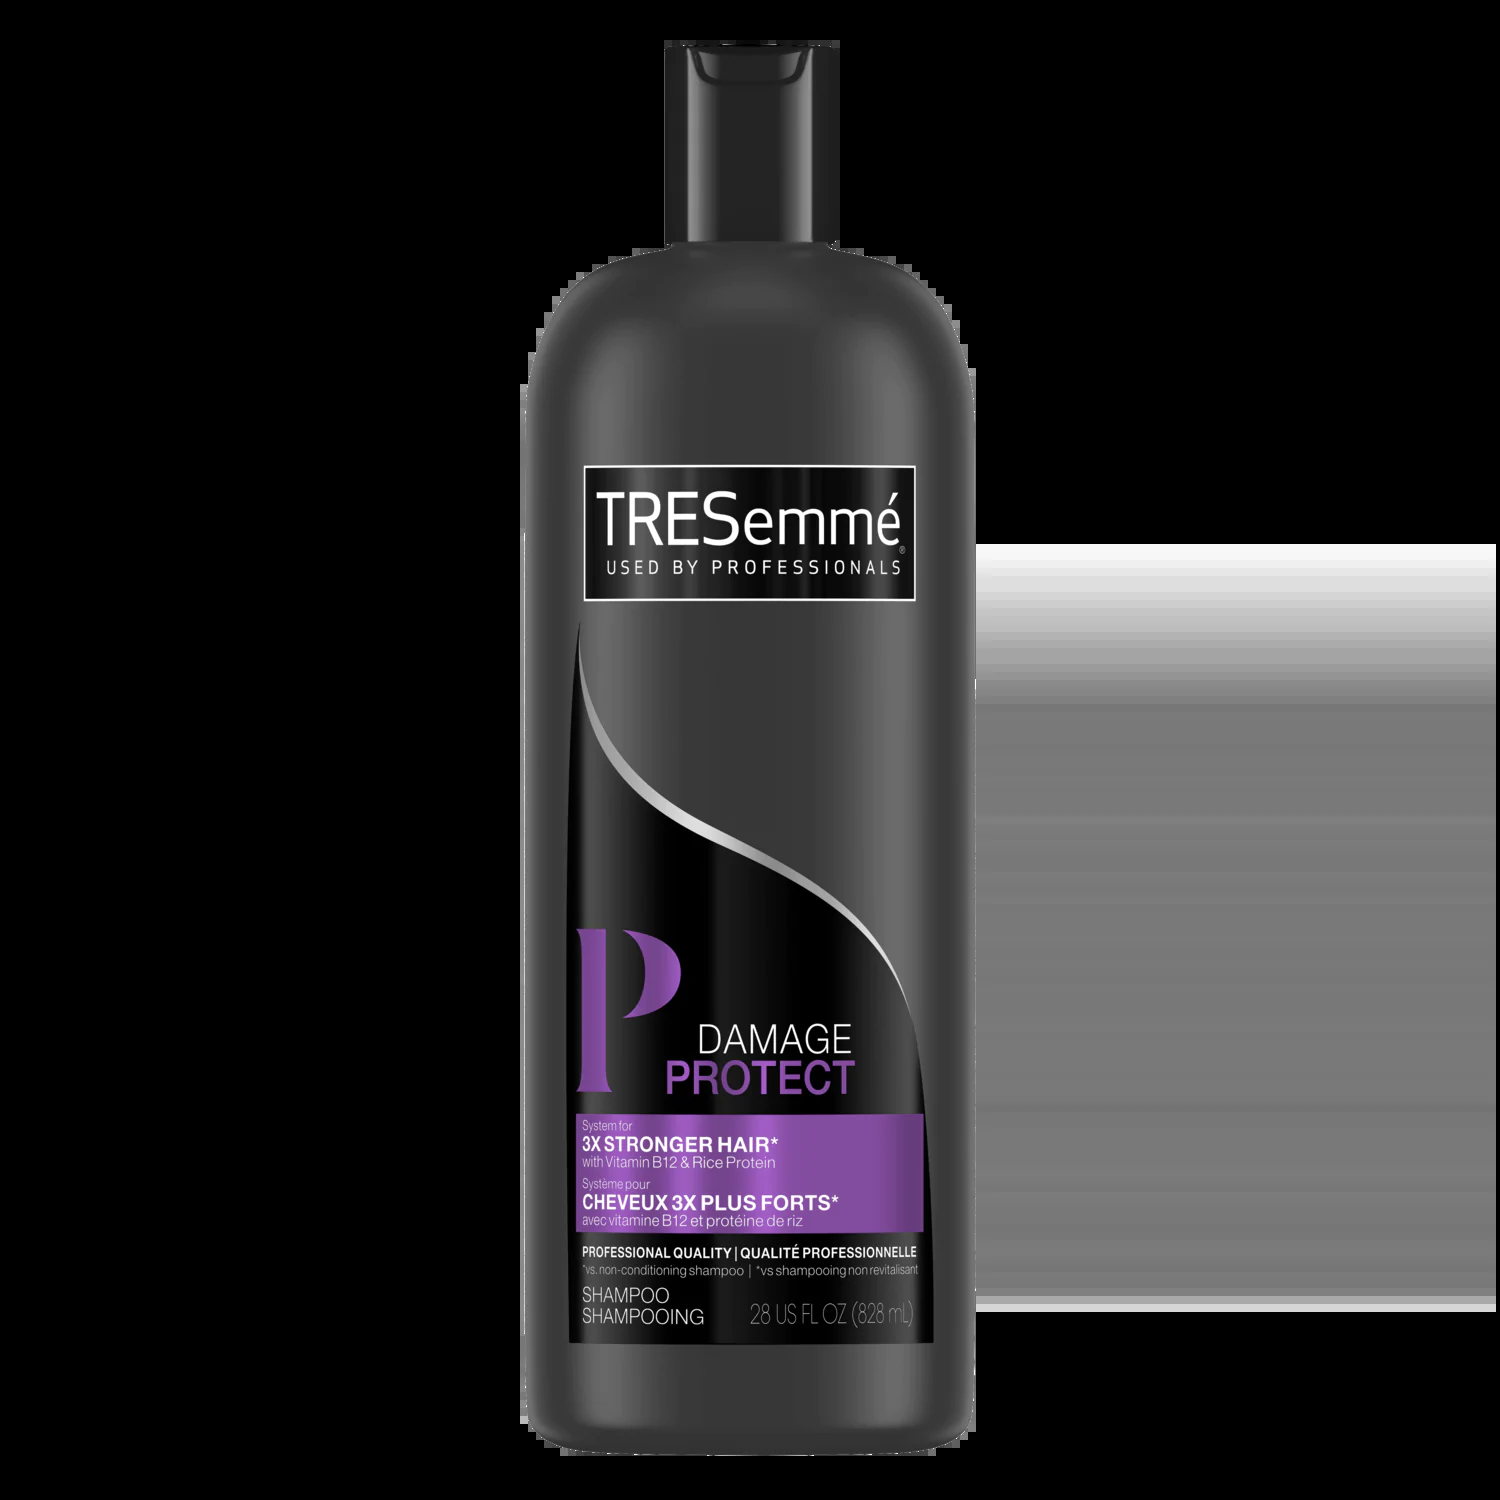 TRESemmé®
USED BY PROFESSIONALS
P
DAMAGE
PROTECT
System for
3X STRONGER HAIR*
with Vitamin B12 & Rice Protein
Système pour
CHEVEUX 3X PLUS FORTS*
avec vitamine B12 et protéine de riz
PROFESSIONAL QUALITY | QUALITÉ PROFESSIONNELLE
*vs. non-conditioning shampoo | *vs shampooing non revitalisant
SHAMPOO
SHAMPOOING
28 US FL OZ (828 mL)